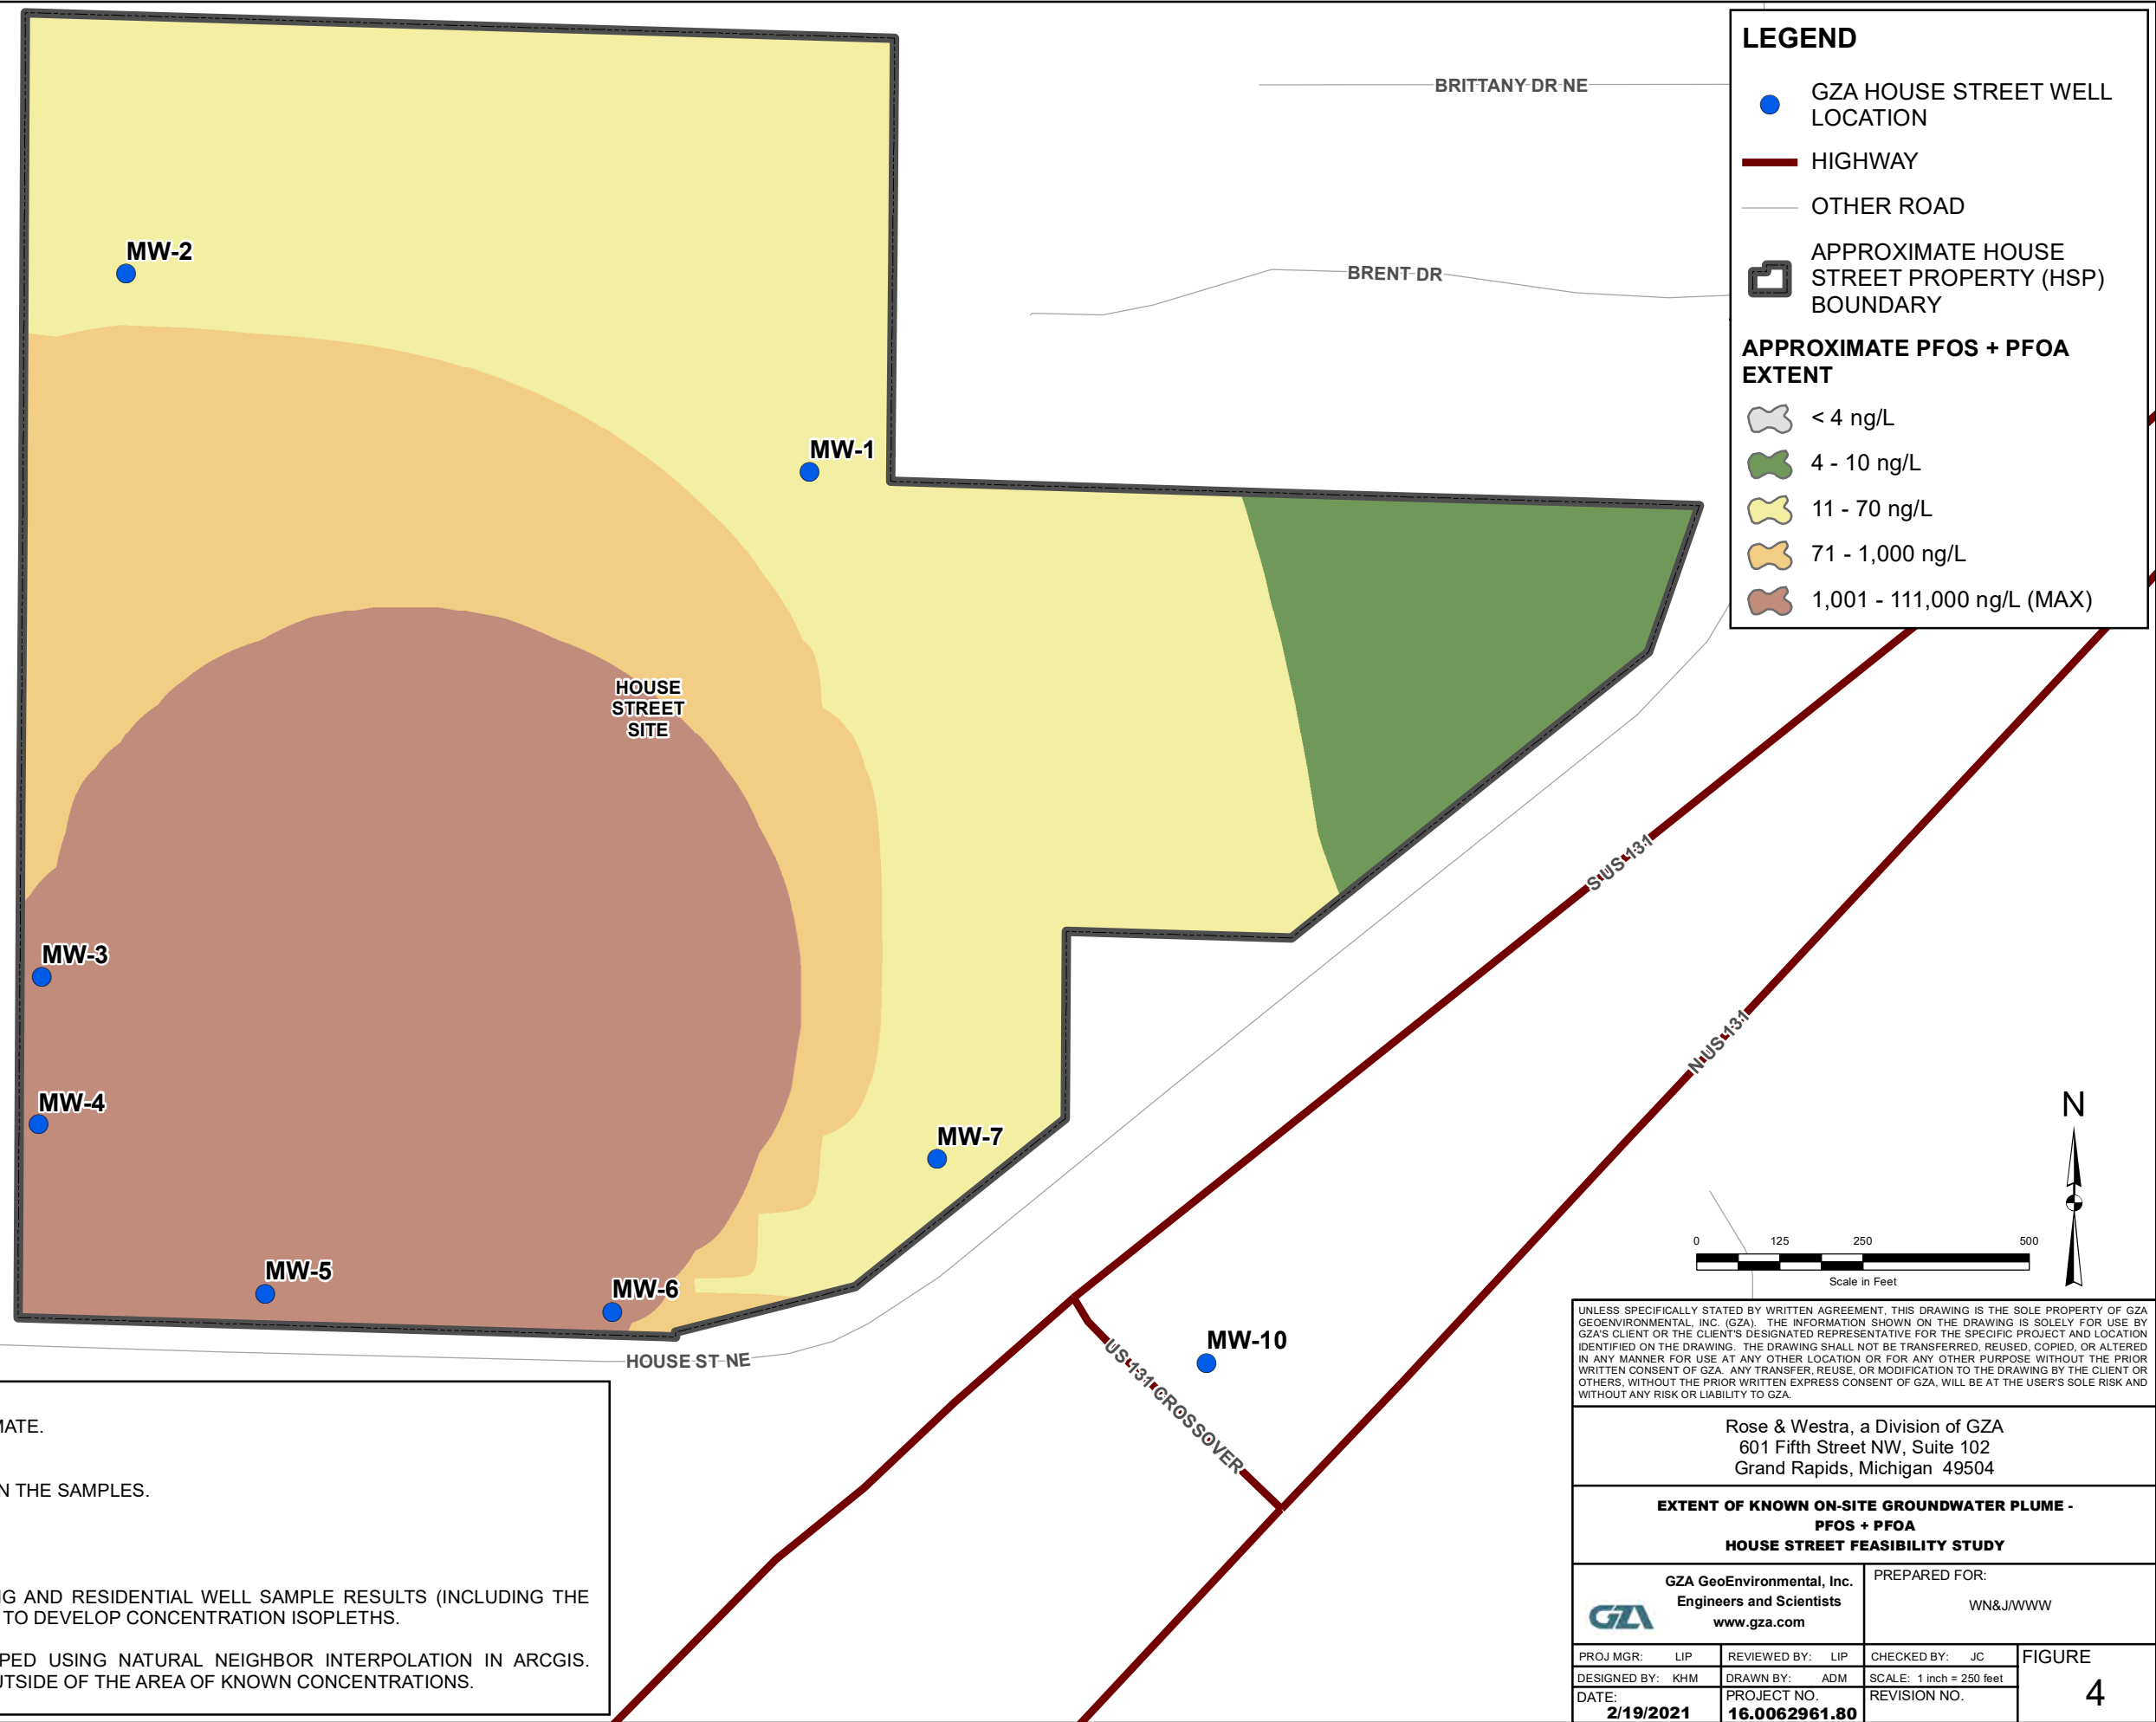 BRITTANY DR NE
BRENT DR
MW-2
MW-1
HOUSE
STREET
SITE
MW-3
MW-4
MW-5
MW-6
MW-7
MW-10
HOUSE ST NE
S US 131
N US 131
US 131 CROSSOVER
LEGEND
GZA HOUSE STREET WELL
LOCATION
HIGHWAY
OTHER ROAD
APPROXIMATE HOUSE
STREET PROPERTY (HSP)
BOUNDARY
APPROXIMATE PFOS + PFOA
EXTENT
< 4 ng/L
4 - 10 ng/L
11 - 70 ng/L
71 - 1,000 ng/L
1,001 - 111,000 ng/L (MAX)
N
0 125 250 500
Scale in Feet
MATE.
N THE SAMPLES.
NG AND RESIDENTIAL WELL SAMPLE RESULTS (INCLUDING THE
TO DEVELOP CONCENTRATION ISOPLETHS.
PED USING NATURAL NEIGHBOR INTERPOLATION IN ARCGIS.
UTSIDE OF THE AREA OF KNOWN CONCENTRATIONS.
UNLESS SPECIFICALLY STATED BY WRITTEN AGREEMENT, THIS DRAWING IS THE SOLE PROPERTY OF GZA
GEOENVIRONMENTAL, INC. (GZA). THE INFORMATION SHOWN ON THE DRAWING IS SOLELY FOR USE BY
GZA'S CLIENT OR THE CLIENT'S DESIGNATED REPRESENTATIVE FOR THE SPECIFIC PROJECT AND LOCATION
IDENTIFIED ON THE DRAWING. THE DRAWING SHALL NOT BE TRANSFERRED, REUSED, COPIED, OR ALTERED
IN ANY MANNER FOR USE AT ANY OTHER LOCATION OR FOR ANY OTHER PURPOSE WITHOUT THE PRIOR
WRITTEN CONSENT OF GZA. ANY TRANSFER, REUSE, OR MODIFICATION TO THE DRAWING BY THE CLIENT OR
OTHERS, WITHOUT THE PRIOR WRITTEN EXPRESS CONSENT OF GZA, WILL BE AT THE USER'S SOLE RISK AND
WITHOUT ANY RISK OR LIABILITY TO GZA.
Rose & Westra, a Division of GZA
601 Fifth Street NW, Suite 102
Grand Rapids, Michigan 49504
EXTENT OF KNOWN ON-SITE GROUNDWATER PLUME -
PFOS + PFOA
HOUSE STREET FEASIBILITY STUDY
GZA
GZA GeoEnvironmental, Inc.
Engineers and Scientists
www.gza.com
PREPARED FOR:
WN&J/WWW
PROJ MGR: LIP
REVIEWED BY: LIP
CHECKED BY: JC
DESIGNED BY: KHM
DRAWN BY: ADM
SCALE: 1 inch = 250 feet
DATE:
2/19/2021
PROJECT NO.
16.0062961.80
REVISION NO.
FIGURE
4